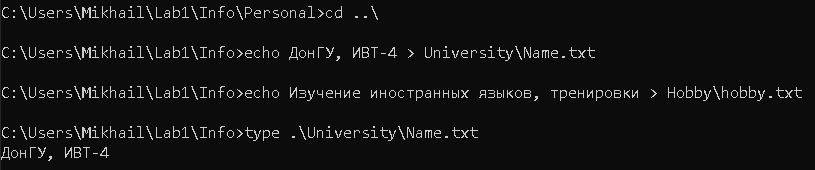 C:\Users\Mikhail\Lab1\Info\Personal>cd ..\
C:\Users\Mikhail\Lab1\Info>echo ДонГУ, ИВТ-4 > University\Name.txt
C:\Users\Mikhail\Lab1\Info>echo Изучение иностранных языков, тренировки > Hobby\hobby.txt
C:\Users\Mikhail\Lab1\Info>type .\University\Name.txt
ДонГУ, ИВТ-4